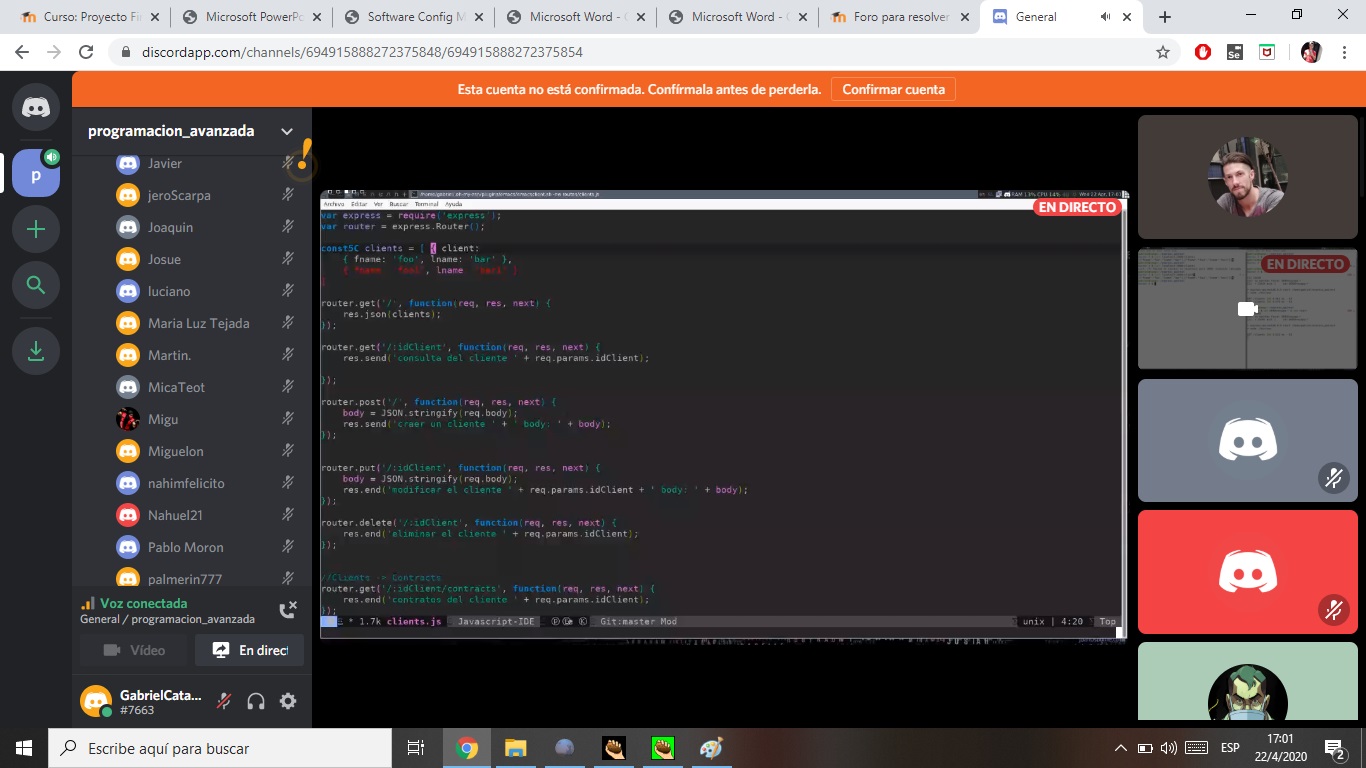 Curso: Proyecto Fin
Microsoft PowerPo
Software Config M
Microsoft Word - C
Microsoft Word - C
Foro para resolver
General
discordapp.com/channels/694915888272375848/694915888272375854
Esta cuenta no está confirmada. Confírmala antes de perderla.
Confirmar cuenta
programacion_avanzada
Javier
jeroScarpa
Joaquin
Josue
luciano
Maria Luz Tejada
Martin.
MicaTeot
Migu
Miguelon
nahimfelicito
Nahuel21
Pablo Moron
palmerin777
p
Voz conectada
General / programacion_avanzada
Vídeo
En direct
GabrielCata...
#7663
Archivo Editar Ver Buscar Terminal Ayuda
EN DIRECTO
var express = require('express');
var router = express.Router();
const5C clients = [ { client:
{ fname: 'foo', lname: 'bar' },
{ fname 'foo1', lname 'bar1' }
]
router.get('/', function(req, res, next) {
res.json(clients);
});
router.get('/:idClient', function(req, res, next) {
res.send('consulta del cliente ' + req.params.idClient);
});
router.post('/', function(req, res, next) {
body = JSON.stringify(req.body);
res.send('craer un cliente ' + ' body: ' + body);
});
router.put('/:idClient', function(req, res, next) {
body = JSON.stringify(req.body);
res.end('modificar el cliente ' + req.params.idClient + ' body: ' + body);
});
router.delete('/:idClient', function(req, res, next) {
res.end('eliminar el cliente ' + req.params.idClient);
});
//Clients -> Contracts
router.get('/:idClient/contracts', function(req, res, next) {
res.end('contratos del cliente ' + req.params.idClient);
});
* 1.7k clients.js Javascript-IDE Git:master Mod unix | 4:20 Top
EN DIRECTO
Escribe aquí para buscar
ESP
17:01
22/4/2020
2